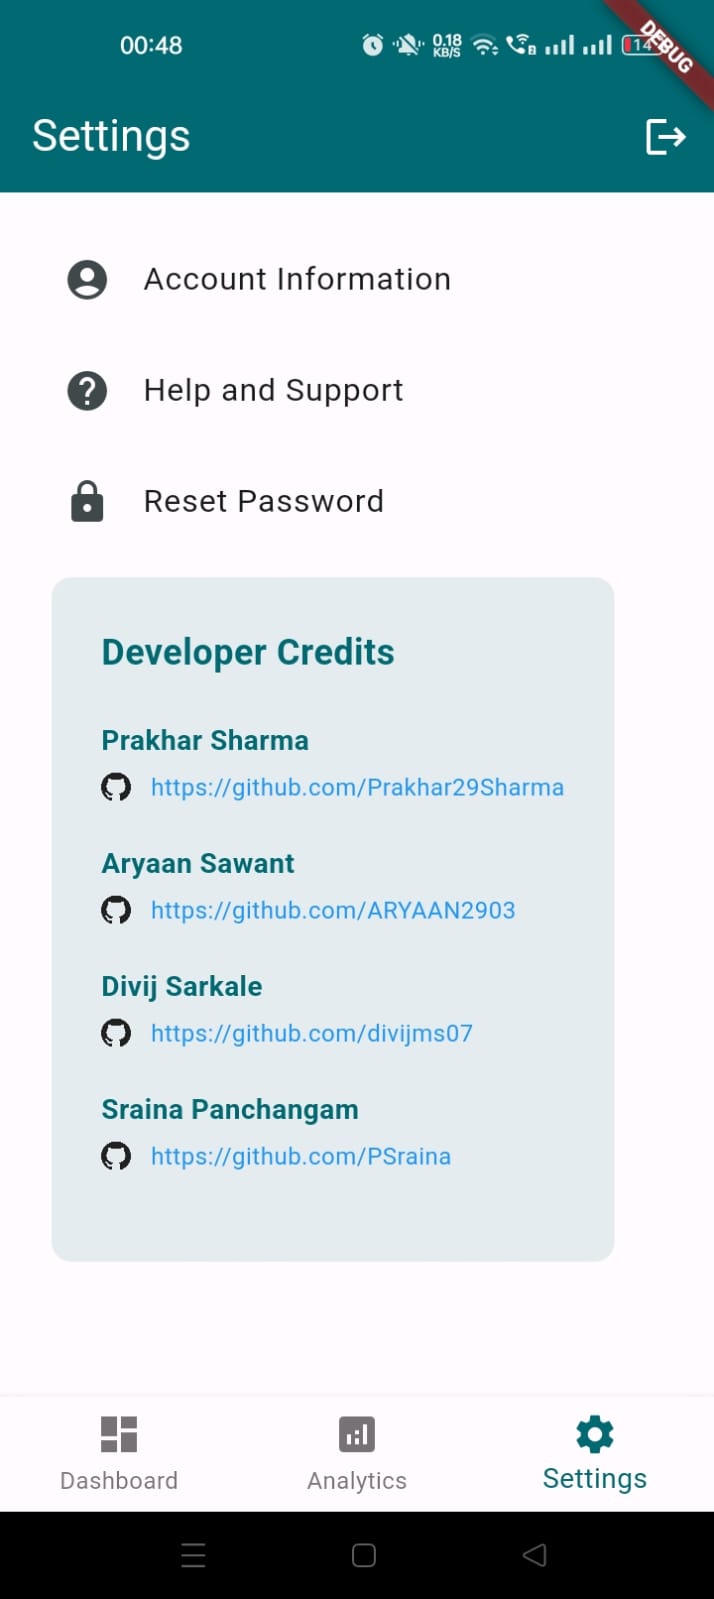 00:48
0.18
KB/S
2
14
DEBUG
Settings
Account Information
Help and Support
Reset Password
Developer Credits
Prakhar Sharma
https://github.com/Prakhar29Sharma
Aryaan Sawant
https://github.com/ARYAAN2903
Divij Sarkale
https://github.com/divijms07
Sraina Panchangam
https://github.com/PSraina
Dashboard
Analytics
Settings